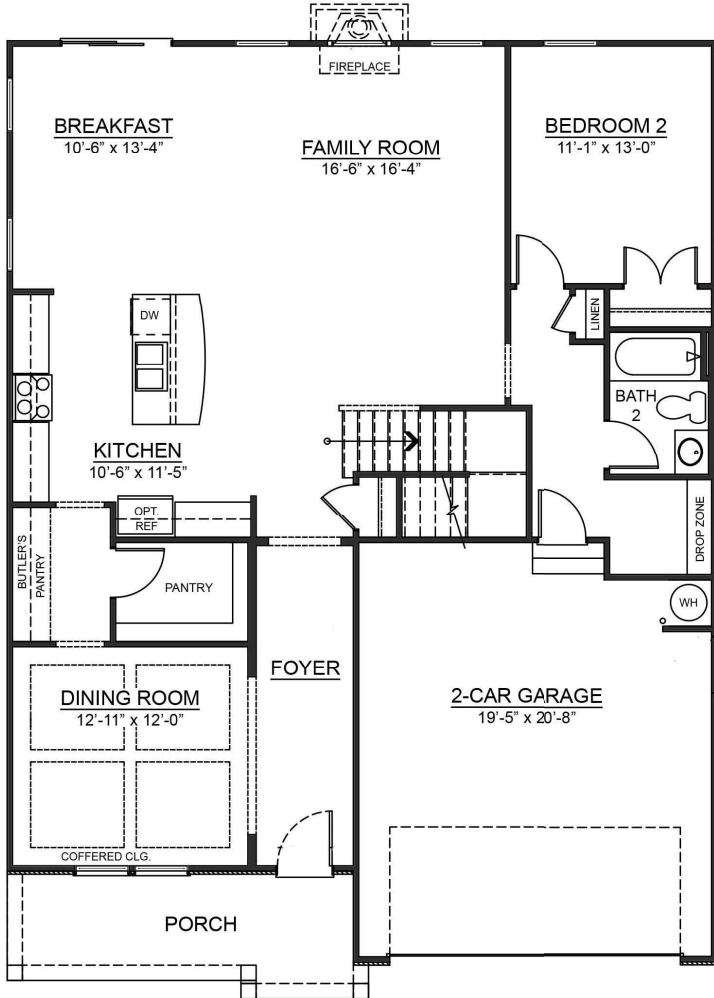 FIREPLACE
BREAKFAST
10'-6" x 13'-4"
FAMILY ROOM
16'-6" x 16'-4"
BEDROOM 2
11'-1" x 13'-0"
DW
LINEN
BATH
2
KITCHEN
10'-6" x 11'-5"
OPT.
REF
BUTLER'S
PANTRY
PANTRY
DROP ZONE
WH
FOYER
DINING ROOM
12'-11" x 12'-0"
2-CAR GARAGE
19'-5" x 20'-8"
COFFERED CLG.
PORCH